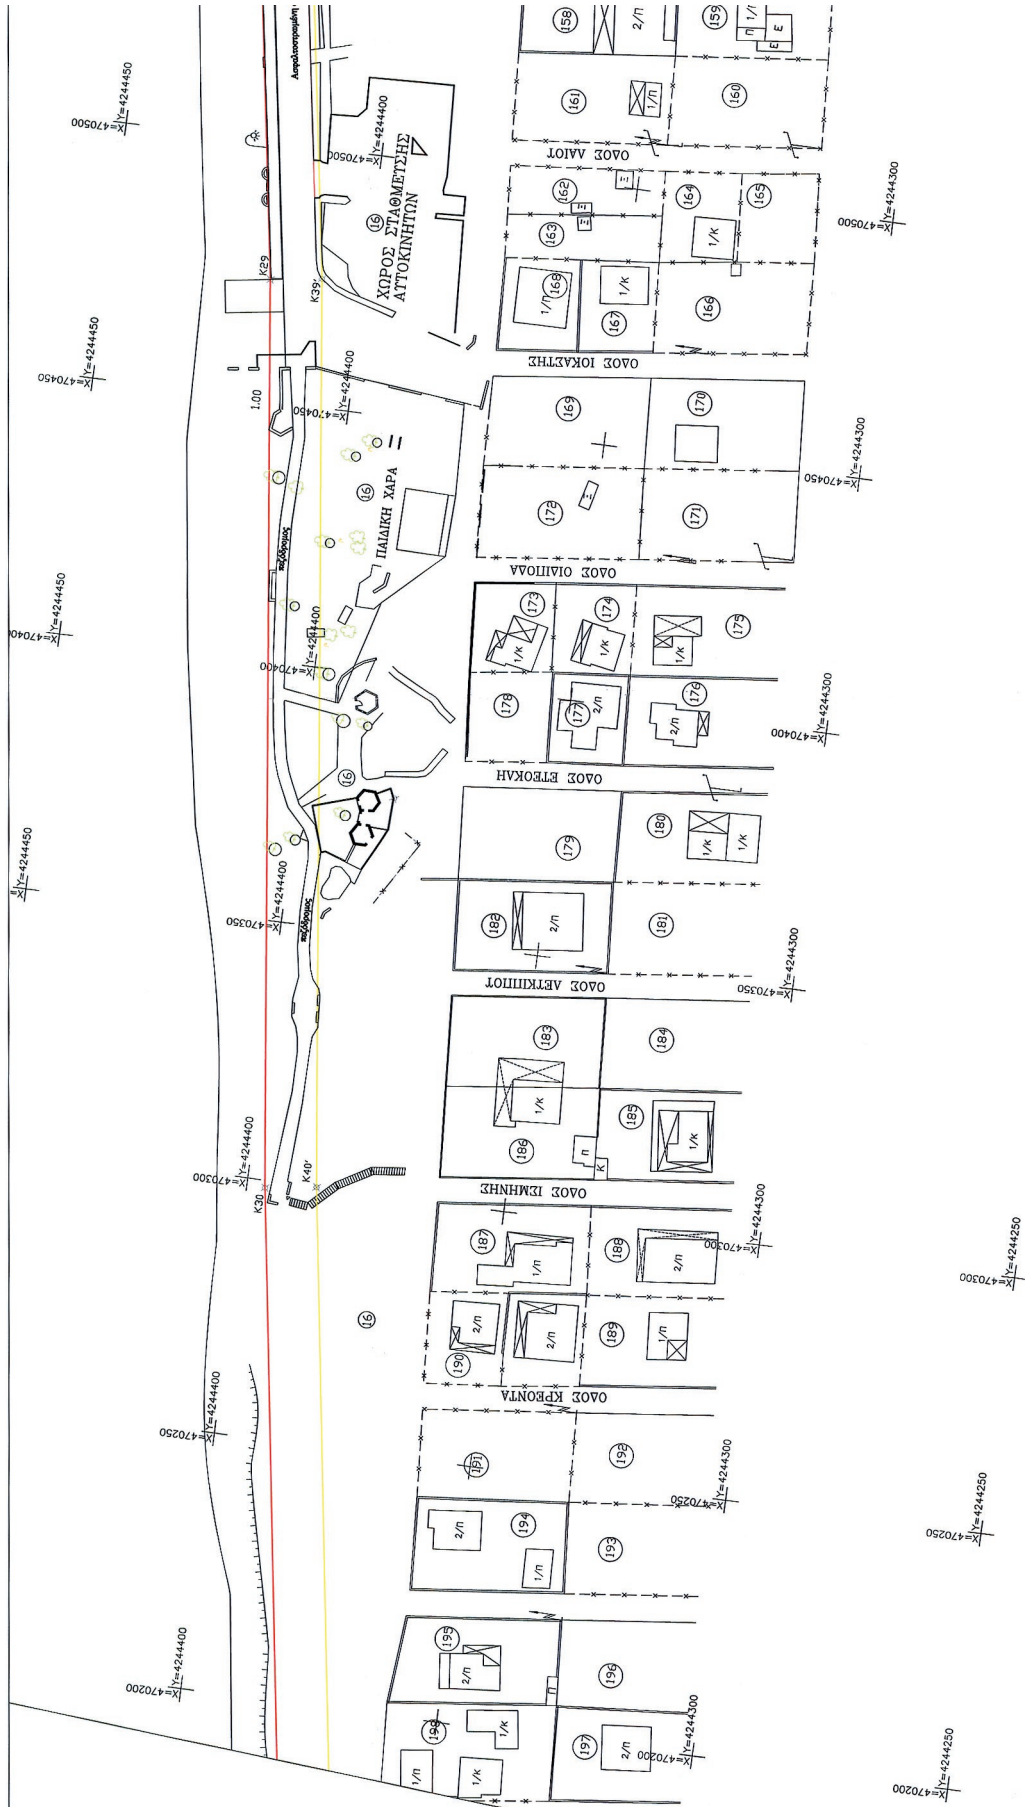 Ασφαλτοστρωμένη
158
2/Π
159
1/Π
Π
Ε
Ε
X=470500
Y=4244450
X=470500
Y=4244400
161
1/Π
160
ΟΔΟΣ ΛΑΙΟΥ
16
ΧΩΡΟΣ ΣΤΑΘΜΕΥΣΗΣ
ΑΥΤΟΚΙΝΗΤΩΝ
162
163
164
165
X=470500
Y=4244300
K29
K39'
168
1/Π
167
1/Κ
1/Κ
166
ΟΔΟΣ ΙΟΚΑΣΤΗΣ
X=470450
Y=4244450
1.00
X=470450
Y=4244400
169
170
16
ΠΑΙΔΙΚΗ ΧΑΡΑ
172
171
X=470450
Y=4244300
πεζόδρομος
ΟΔΟΣ ΟΙΔΙΠΟΔΑ
X=470400
Y=4244450
X=470400
Y=4244400
173
1/Κ
174
1/Κ
175
1/Κ
178
177
2/Π
176
2/Π
X=470400
Y=4244300
16
ΟΔΟΣ ΕΤΕΟΚΛΗ
Y=4244450
X=470350
Y=4244400
179
180
1/Κ
1/Κ
πεζόδρομος
182
2/Π
181
ΟΔΟΣ ΛΕΥΚΙΠΠΟΥ
X=470350
Y=4244300
183
184
1/Κ
186
185
1/Κ
Π
Κ
X=470300
Y=4244400
K30
K40'
ΟΔΟΣ ΙΣΜΗΝΗΣ
187
1/Π
188
2/Π
X=470300
Y=4244300
X=470300
Y=4244250
16
190
2/Π
2/Π
189
1/Π
ΟΔΟΣ ΚΡΕΟΝΤΑ
X=470250
Y=4244400
191
192
X=470250
Y=4244300
X=470250
Y=4244250
2/Π
194
1/Π
193
X=470200
Y=4244400
195
2/Π
Π
196
198
1/Π
1/Κ
1/Κ
197
2/Π
X=470200
Y=4244300
X=470200
Y=4244250